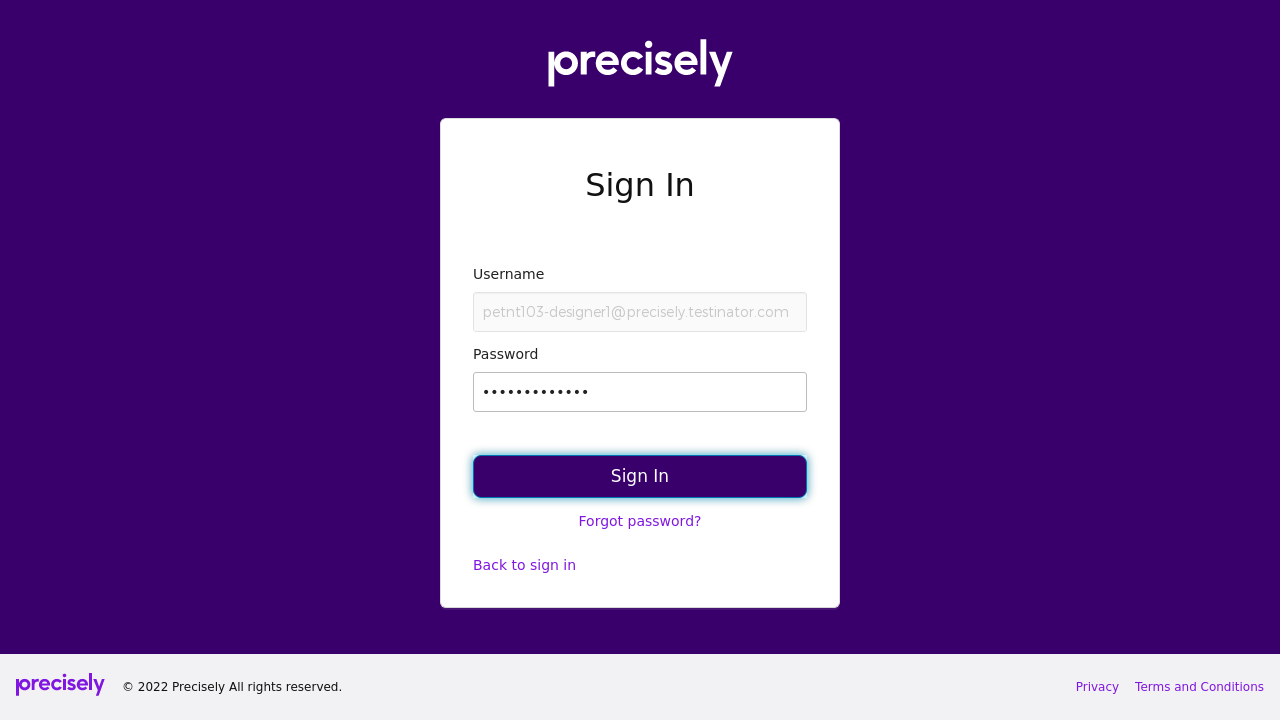 precisely
Sign In
Username
petnt103-designer1@precisely.testinator.com
Password
•••••••••••••
Sign In
Forgot password?
Back to sign in
precisely © 2022 Precisely All rights reserved. Privacy Terms and Conditions